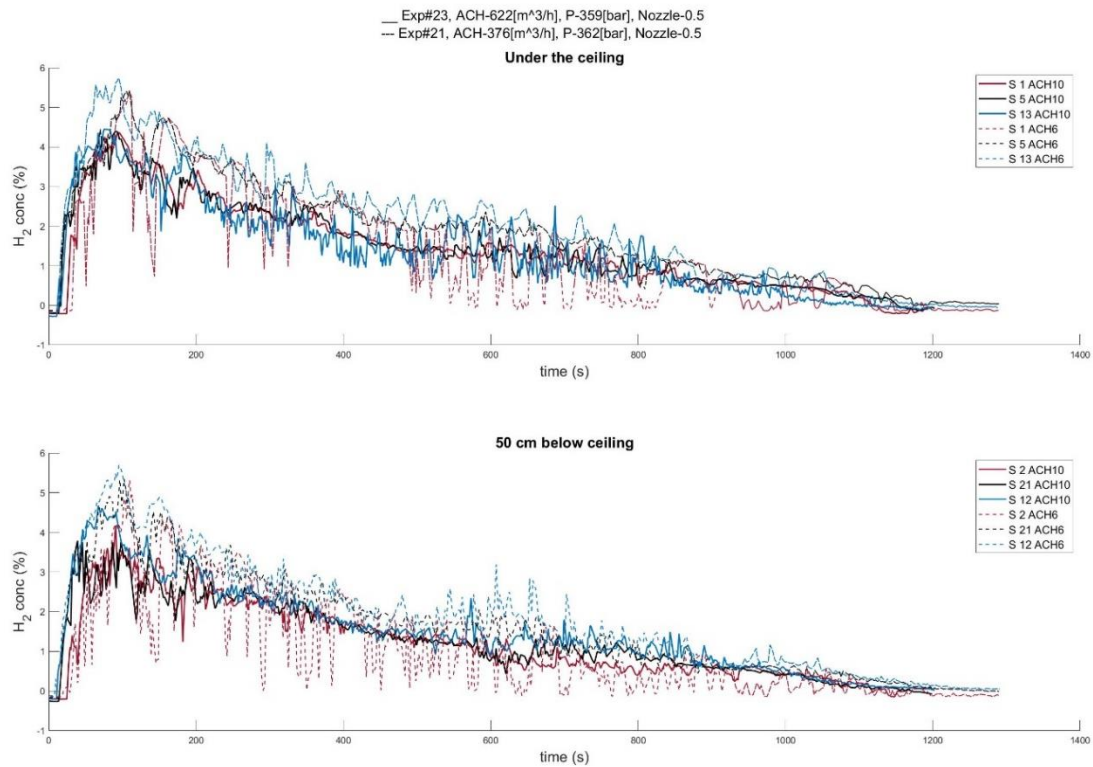 __ Exp#23, ACH-622[m^3/h], P-359[bar], Nozzle-0.5
--- Exp#21, ACH-376[m^3/h], P-362[bar], Nozzle-0.5
Under the ceiling
6
5
4
3
2
1
0
-1
H2 conc (%)
0 200 400 600 800 1000 1200 1400
time (s)
S 1 ACH10
S 5 ACH10
S 13 ACH10
S 1 ACH6
S 5 ACH6
S 13 ACH6
50 cm below ceiling
6
5
4
3
2
1
0
-1
H2 conc (%)
0 200 400 600 800 1000 1200 1400
time (s)
S 2 ACH10
S 21 ACH10
S 12 ACH10
S 2 ACH6
S 21 ACH6
S 12 ACH6